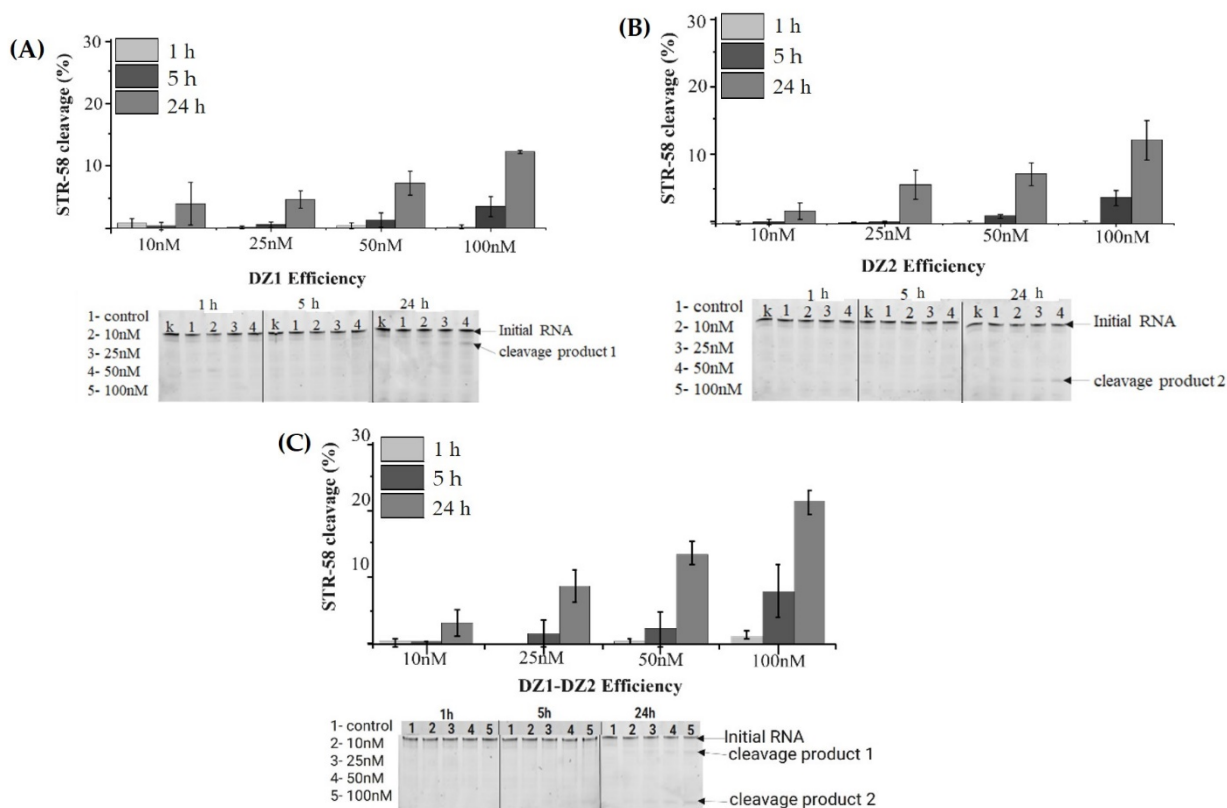 (A)
STR-58 cleavage (%)
30
20
10
1 h
5 h
24 h
10nM 25nM 50nM 100nM
DZ1 Efficiency
1 h 5 h 24 h
1- control
2- 10nM
3- 25nM
4- 50nM
5- 100nM
k 1 2 3 4 k 1 2 3 4 k 1 2 3 4
Initial RNA
cleavage product 1
(B)
STR-58 cleavage (%)
30
20
10
0
1 h
5 h
24 h
10nM 25nM 50nM 100nM
DZ2 Efficiency
1 h 5 h 24 h
1- control
2- 10nM
3- 25nM
4- 50nM
5- 100nM
k 1 2 3 4 k 1 2 3 4 k 1 2 3 4
Initial RNA
cleavage product 2
(C)
STR-58 cleavage (%)
30
20
10
0
1 h
5 h
24 h
10nM 25nM 50nM 100nM
DZ1-DZ2 Efficiency
1h 5h 24h
1- control
2- 10nM
3- 25nM
4- 50nM
5- 100nM
1 2 3 4 5 1 2 3 4 5 1 2 3 4 5
Initial RNA
cleavage product 1
cleavage product 2